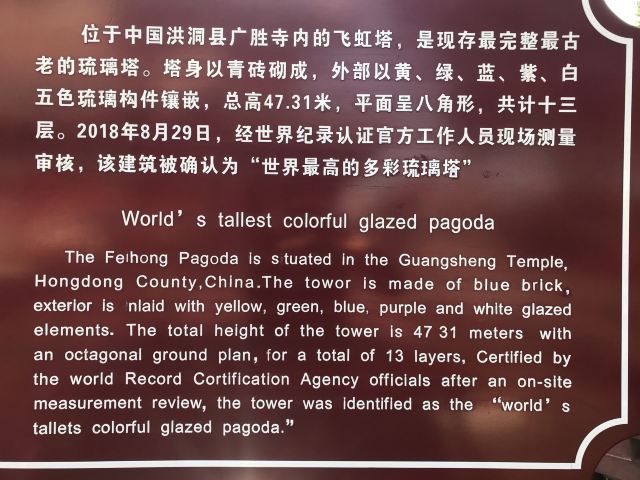 位于中国洪洞县广胜寺内的飞虹塔，是现存最完整最古
老的琉璃塔。塔身以青砖砌成，外部以黄、绿、蓝、紫、白
五色琉璃构件镶嵌，总高47.31米，平面呈八角形，共计十三
层。2018年8月29日，经世界纪录认证官方工作人员现场测量
审核，该建筑被确认为“世界最高的多彩琉璃塔”
World’s tallest colorful glazed pagoda
The Feihong Pagoda is situated in the Guangsheng Temple,
Hongdong County,China.The towor is made of blue brick,
exterior is inlaid with yellow, green, blue, purple and white glazed
elements. The total height of the tower is 47 31 meters with
an octagonal ground plan, for a total of 13 layers, Certified by
the world Record Cortification Agency officials after an on-site
measurement review, the tower was identified as the “world’s
tallets colorful glazed pagoda.”